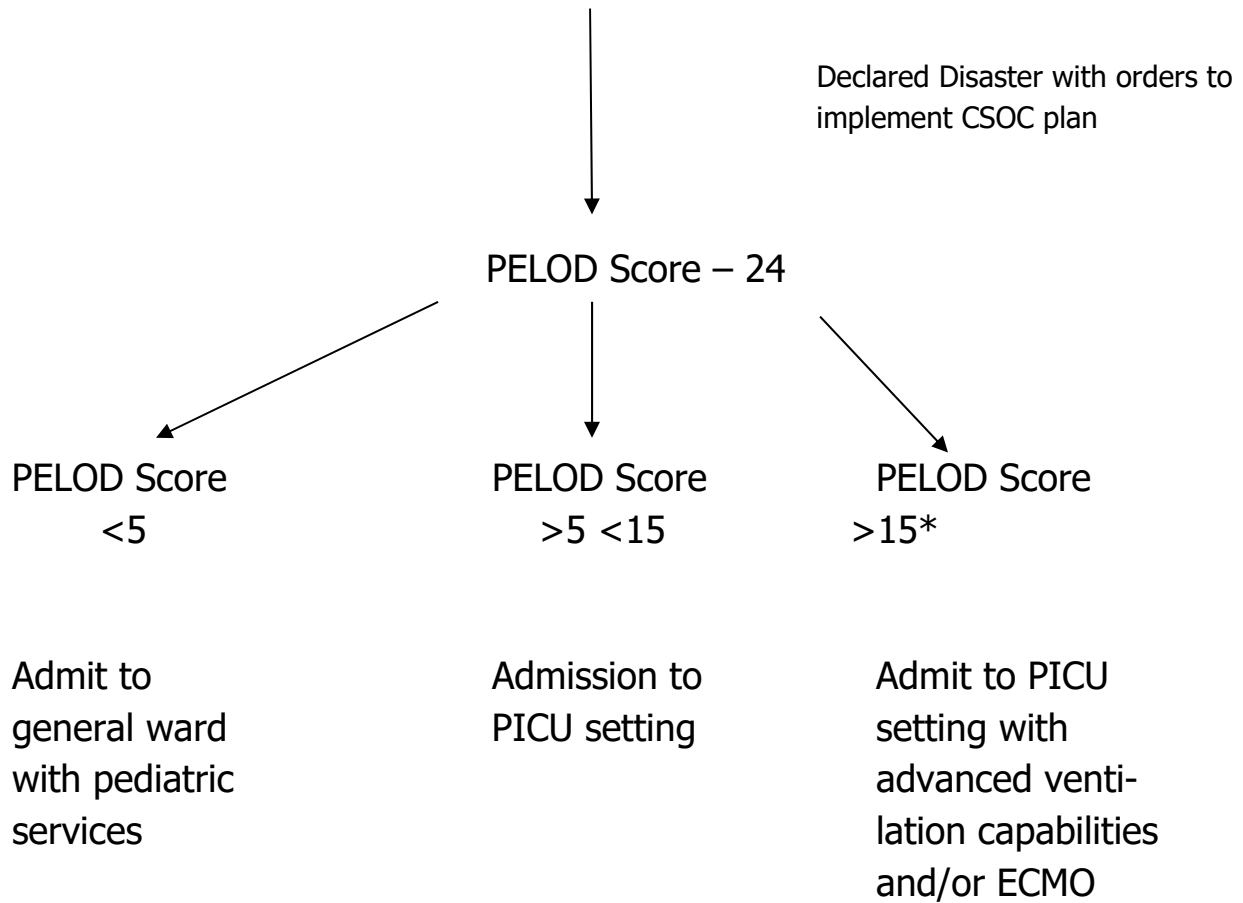 Declared Disaster with orders to
implement CSOC plan
PELOD Score – 24
PELOD Score
<5
PELOD Score
>5 <15
PELOD Score
>15*
Admit to
general ward
with pediatric
services
Admission to
PICU setting
Admit to PICU
setting with
advanced venti-
lation capabilities
and/or ECMO